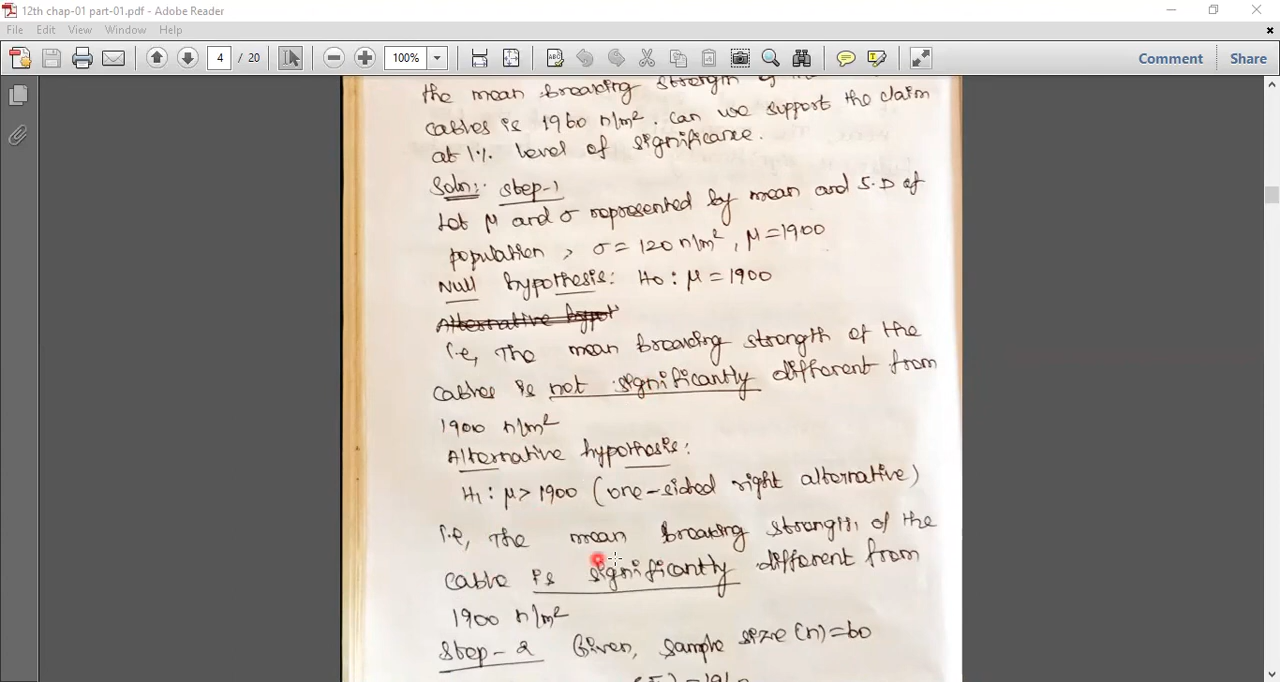 12th chap-01 part-01.pdf - Adobe Reader
File Edit View Window Help
4 / 20 100% Comment Share
the mean breaking strength
cables is 1960 n/m². can we support the claim
at 1% level of significance.
Soln:- Step-1
Let μ and σ represented by mean and S.D of
population, σ = 120 n/m², μ = 1900
Null hypothesis: H0 : μ = 1900
Alternative hypot
i.e, The mean breaking strength of the
cables is not significantly different from
1900 n/m²
Alternative hypothesis:
H1 : μ > 1900 (one-sided right alternative)
i.e, The mean breaking strength of the
cable is significantly different from
1900 n/m²
Step-2 Given, Sample size (n) = 60